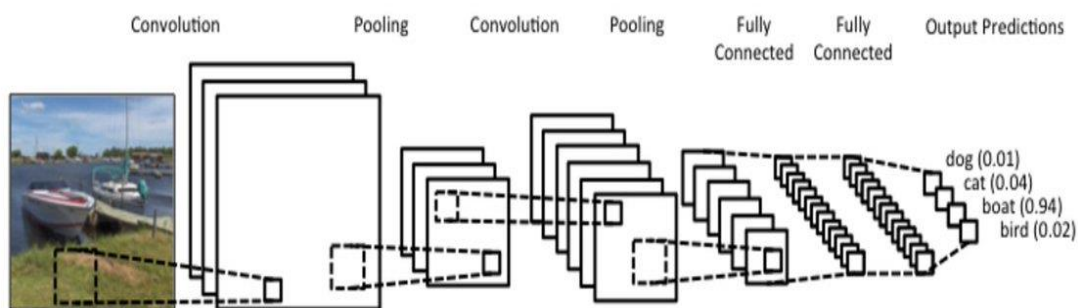 Convolution
Pooling
Convolution
Pooling
Fully
Connected
Fully
Connected
Output Predictions
dog (0.01)
cat (0.04)
boat (0.94)
bird (0.02)